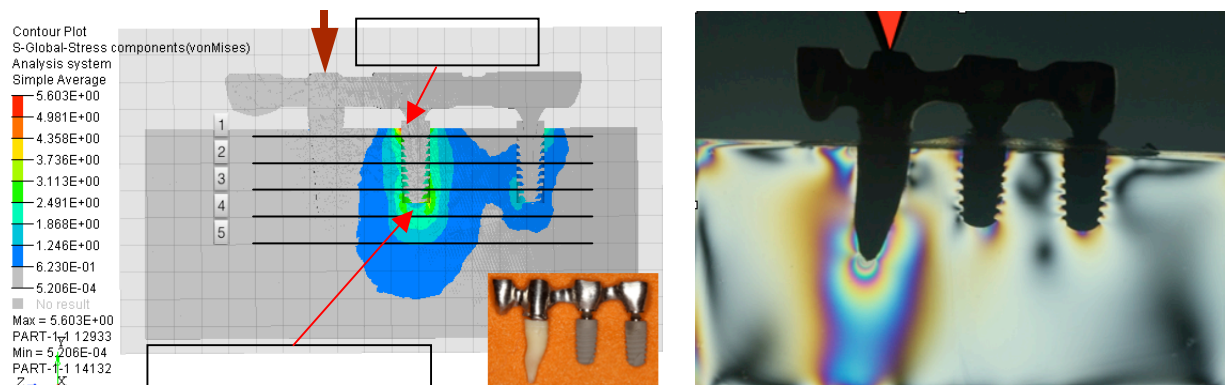 Contour Plot
S-Global-Stress components(vonMises)
Analysis system
Simple Average
5.603E+00
4.981E+00
4.358E+00
3.736E+00
3.113E+00
2.491E+00
1.868E+00
1.246E+00
6.230E-01
5.206E-04
No result
Max = 5.603E+00
PART-1-1 12933
Min = 5.206E-04
PART-1-1 14132
Y
Z X
1
2
3
4
5